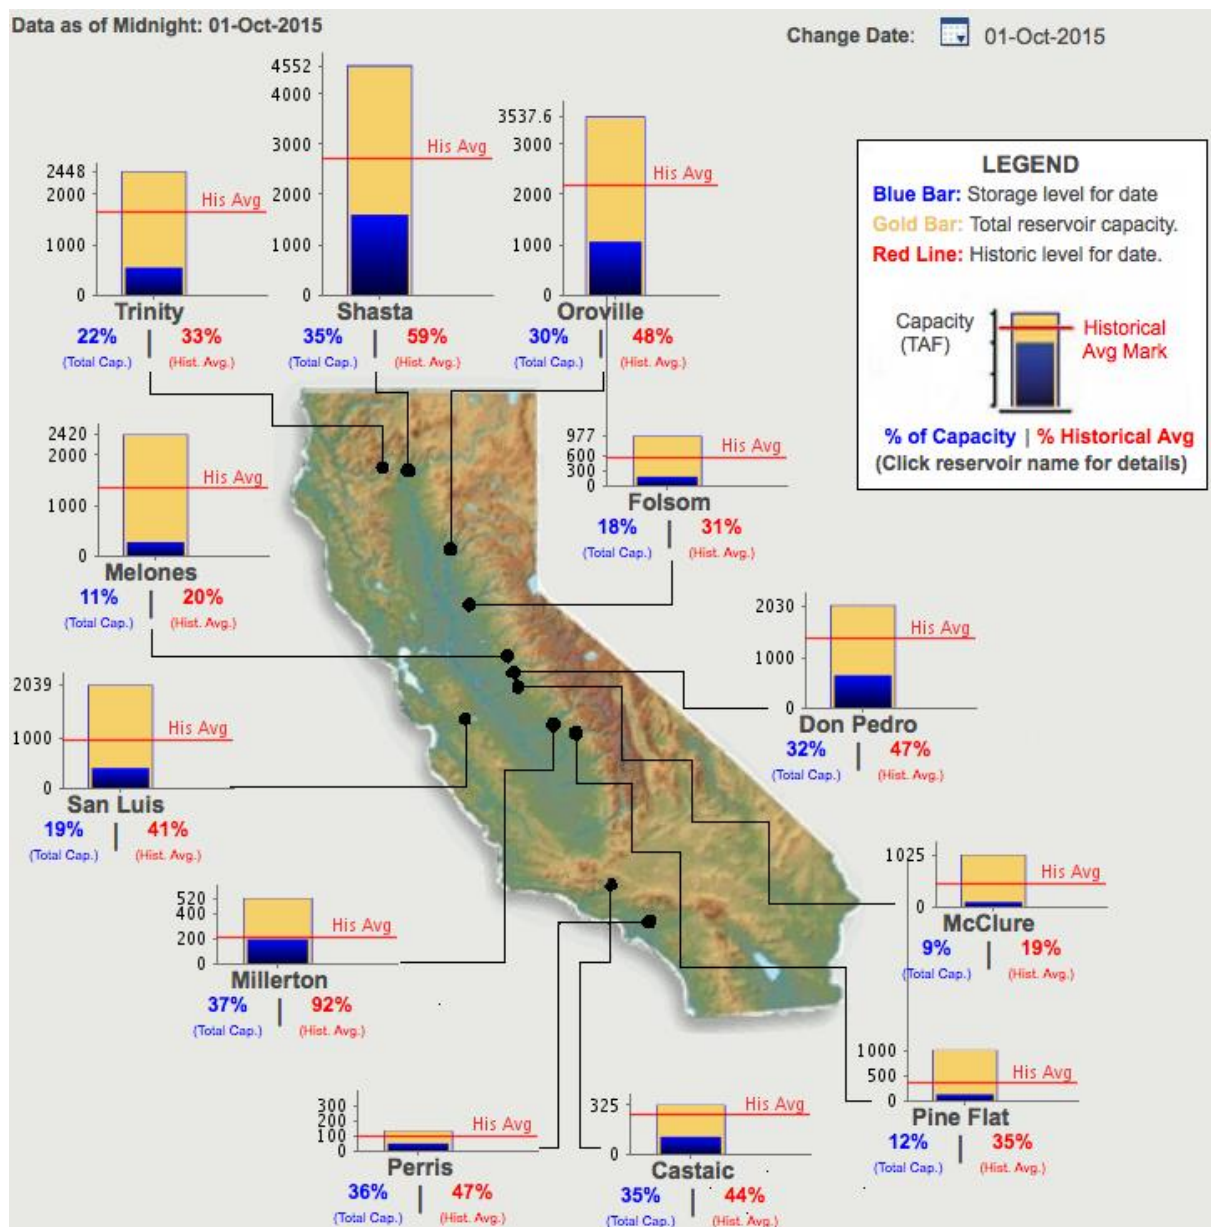 Data as of Midnight: 01-Oct-2015
Change Date: 01-Oct-2015
4552
4000
3000
2000
1000
0
His Avg
Shasta
35% | 59%
(Total Cap.) (Hist. Avg.)
3537.6
3000
2000
1000
0
His Avg
Oroville
30% | 48%
(Total Cap.) (Hist. Avg.)
2448
2000
1000
0
His Avg
Trinity
22% | 33%
(Total Cap.) (Hist. Avg.)
LEGEND
Blue Bar: Storage level for date
Gold Bar: Total reservoir capacity.
Red Line: Historic level for date.
Capacity
(TAF)
Historical
Avg Mark
% of Capacity | % Historical Avg
(Click reservoir name for details)
2420
2000
1000
0
Melones
11% | 20%
(Total Cap.) (Hist. Avg.)
His Avg
977
600
300
0
His Avg
Folsom
18% | 31%
(Total Cap.) (Hist. Avg.)
2030
1000
0
His Avg
Don Pedro
32% | 47%
(Total Cap.) (Hist. Avg.)
2039
1000
0
His Avg
San Luis
19% | 41%
(Total Cap.) (Hist. Avg.)
1025
0
His Avg
McClure
9% | 19%
(Total Cap.) (Hist. Avg.)
520
400
200
0
His Avg
Millerton
37% | 92%
(Total Cap.) (Hist. Avg.)
1000
500
0
His Avg
Pine Flat
12% | 35%
(Total Cap.) (Hist. Avg.)
300
200
100
0
His Avg
Perris
36% | 47%
(Total Cap.) (Hist. Avg.)
325
0
His Avg
Castaic
35% | 44%
(Total Cap.) (Hist. Avg.)